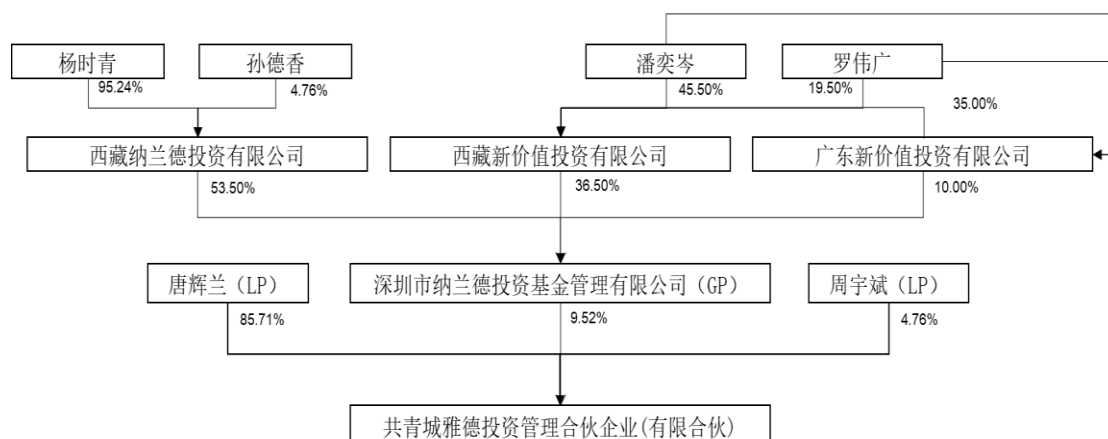 杨时青
孙德香
潘奕岑
罗伟广
95.24%
4.76%
45.50%
19.50%
35.00%
西藏纳兰德投资有限公司
西藏新价值投资有限公司
广东新价值投资有限公司
53.50%
36.50%
10.00%
唐辉兰（LP）
深圳市纳兰德投资基金管理有限公司（GP）
周宇斌（LP）
85.71%
9.52%
4.76%
共青城雅德投资管理合伙企业(有限合伙)